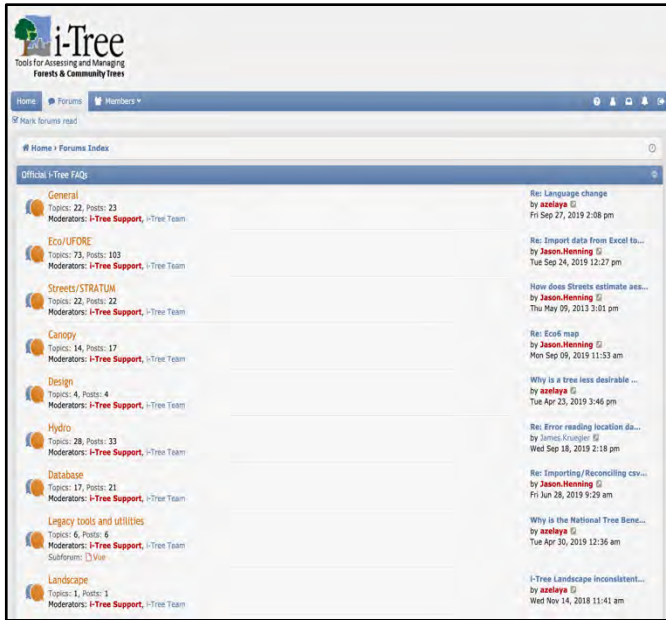 i-Tree
Tools for Assessing and Managing
Forests & Community Trees
Home Forums Members
Mark forums read
Home › Forums Index
Official i-Tree FAQs
General
Topics: 22, Posts: 23
Moderators: i-Tree Support, i-Tree Team
Re: Language change
by azelaya
Fri Sep 27, 2019 2:08 pm
Eco/UFORE
Topics: 73, Posts: 103
Moderators: i-Tree Support, i-Tree Team
Re: Import data from Excel to...
by Jason.Henning
Tue Sep 24, 2019 12:27 pm
Streets/STRATUM
Topics: 22, Posts: 22
Moderators: i-Tree Support, i-Tree Team
How does Streets estimate aes...
by Jason.Henning
Thu May 09, 2013 3:01 pm
Canopy
Topics: 14, Posts: 17
Moderators: i-Tree Support, i-Tree Team
Re: Eco6 map
by Jason.Henning
Mon Sep 09, 2019 11:53 am
Design
Topics: 4, Posts: 4
Moderators: i-Tree Support, i-Tree Team
Why is a tree less desirable ...
by azelaya
Tue Apr 23, 2019 3:46 pm
Hydro
Topics: 28, Posts: 33
Moderators: i-Tree Support, i-Tree Team
Re: Error reading location da...
by James Kruegler
Wed Sep 18, 2019 2:18 pm
Database
Topics: 17, Posts: 21
Moderators: i-Tree Support, i-Tree Team
Re: Importing/Reconciling csv...
by Jason.Henning
Fri Jun 28, 2019 9:29 am
Legacy tools and utilities
Topics: 6, Posts: 6
Moderators: i-Tree Support, i-Tree Team
Subforum: Vue
Why is the National Tree Bene...
by azelaya
Tue Apr 30, 2019 12:36 am
Landscape
Topics: 1, Posts: 1
Moderators: i-Tree Support, i-Tree Team
i-Tree Landscape inconsistent...
by azelaya
Wed Nov 14, 2018 11:41 am